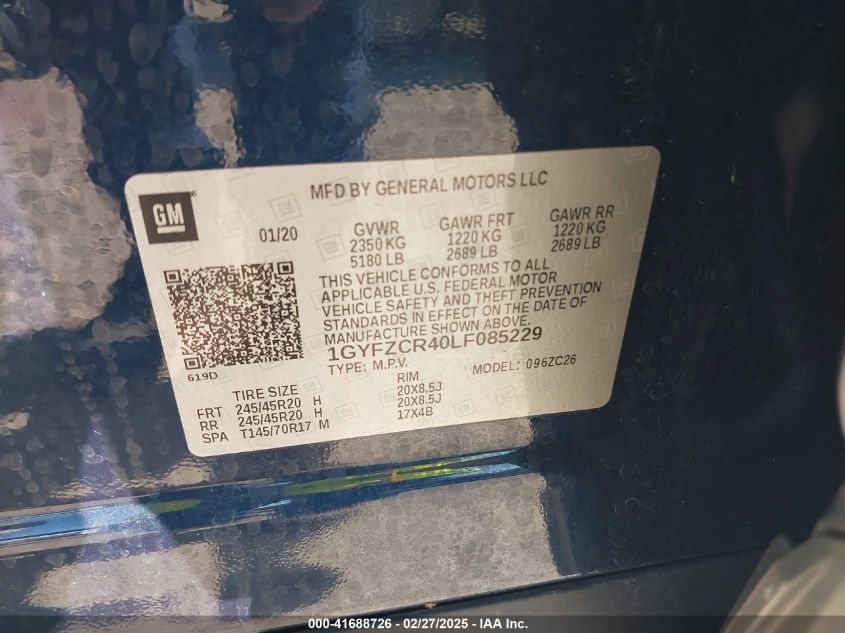 GM
®
MFD BY GENERAL MOTORS LLC
01/20
GVWR
2350 KG
5180 LB
GAWR FRT
1220 KG
2689 LB
GAWR RR
1220 KG
2689 LB
THIS VEHICLE CONFORMS TO ALL
APPLICABLE U.S. FEDERAL MOTOR
VEHICLE SAFETY AND THEFT PREVENTION
STANDARDS IN EFFECT ON THE DATE OF
MANUFACTURE SHOWN ABOVE.
1GYFZCR40LF085229
619D
TYPE: M.P.V.
MODEL: 096ZC26
TIRE SIZE RIM
FRT 245/45R20 H 20X8.5J
RR 245/45R20 H 20X8.5J
SPA T145/70R17 M 17X4B
000-41688726 - 02/27/2025 - IAA Inc.